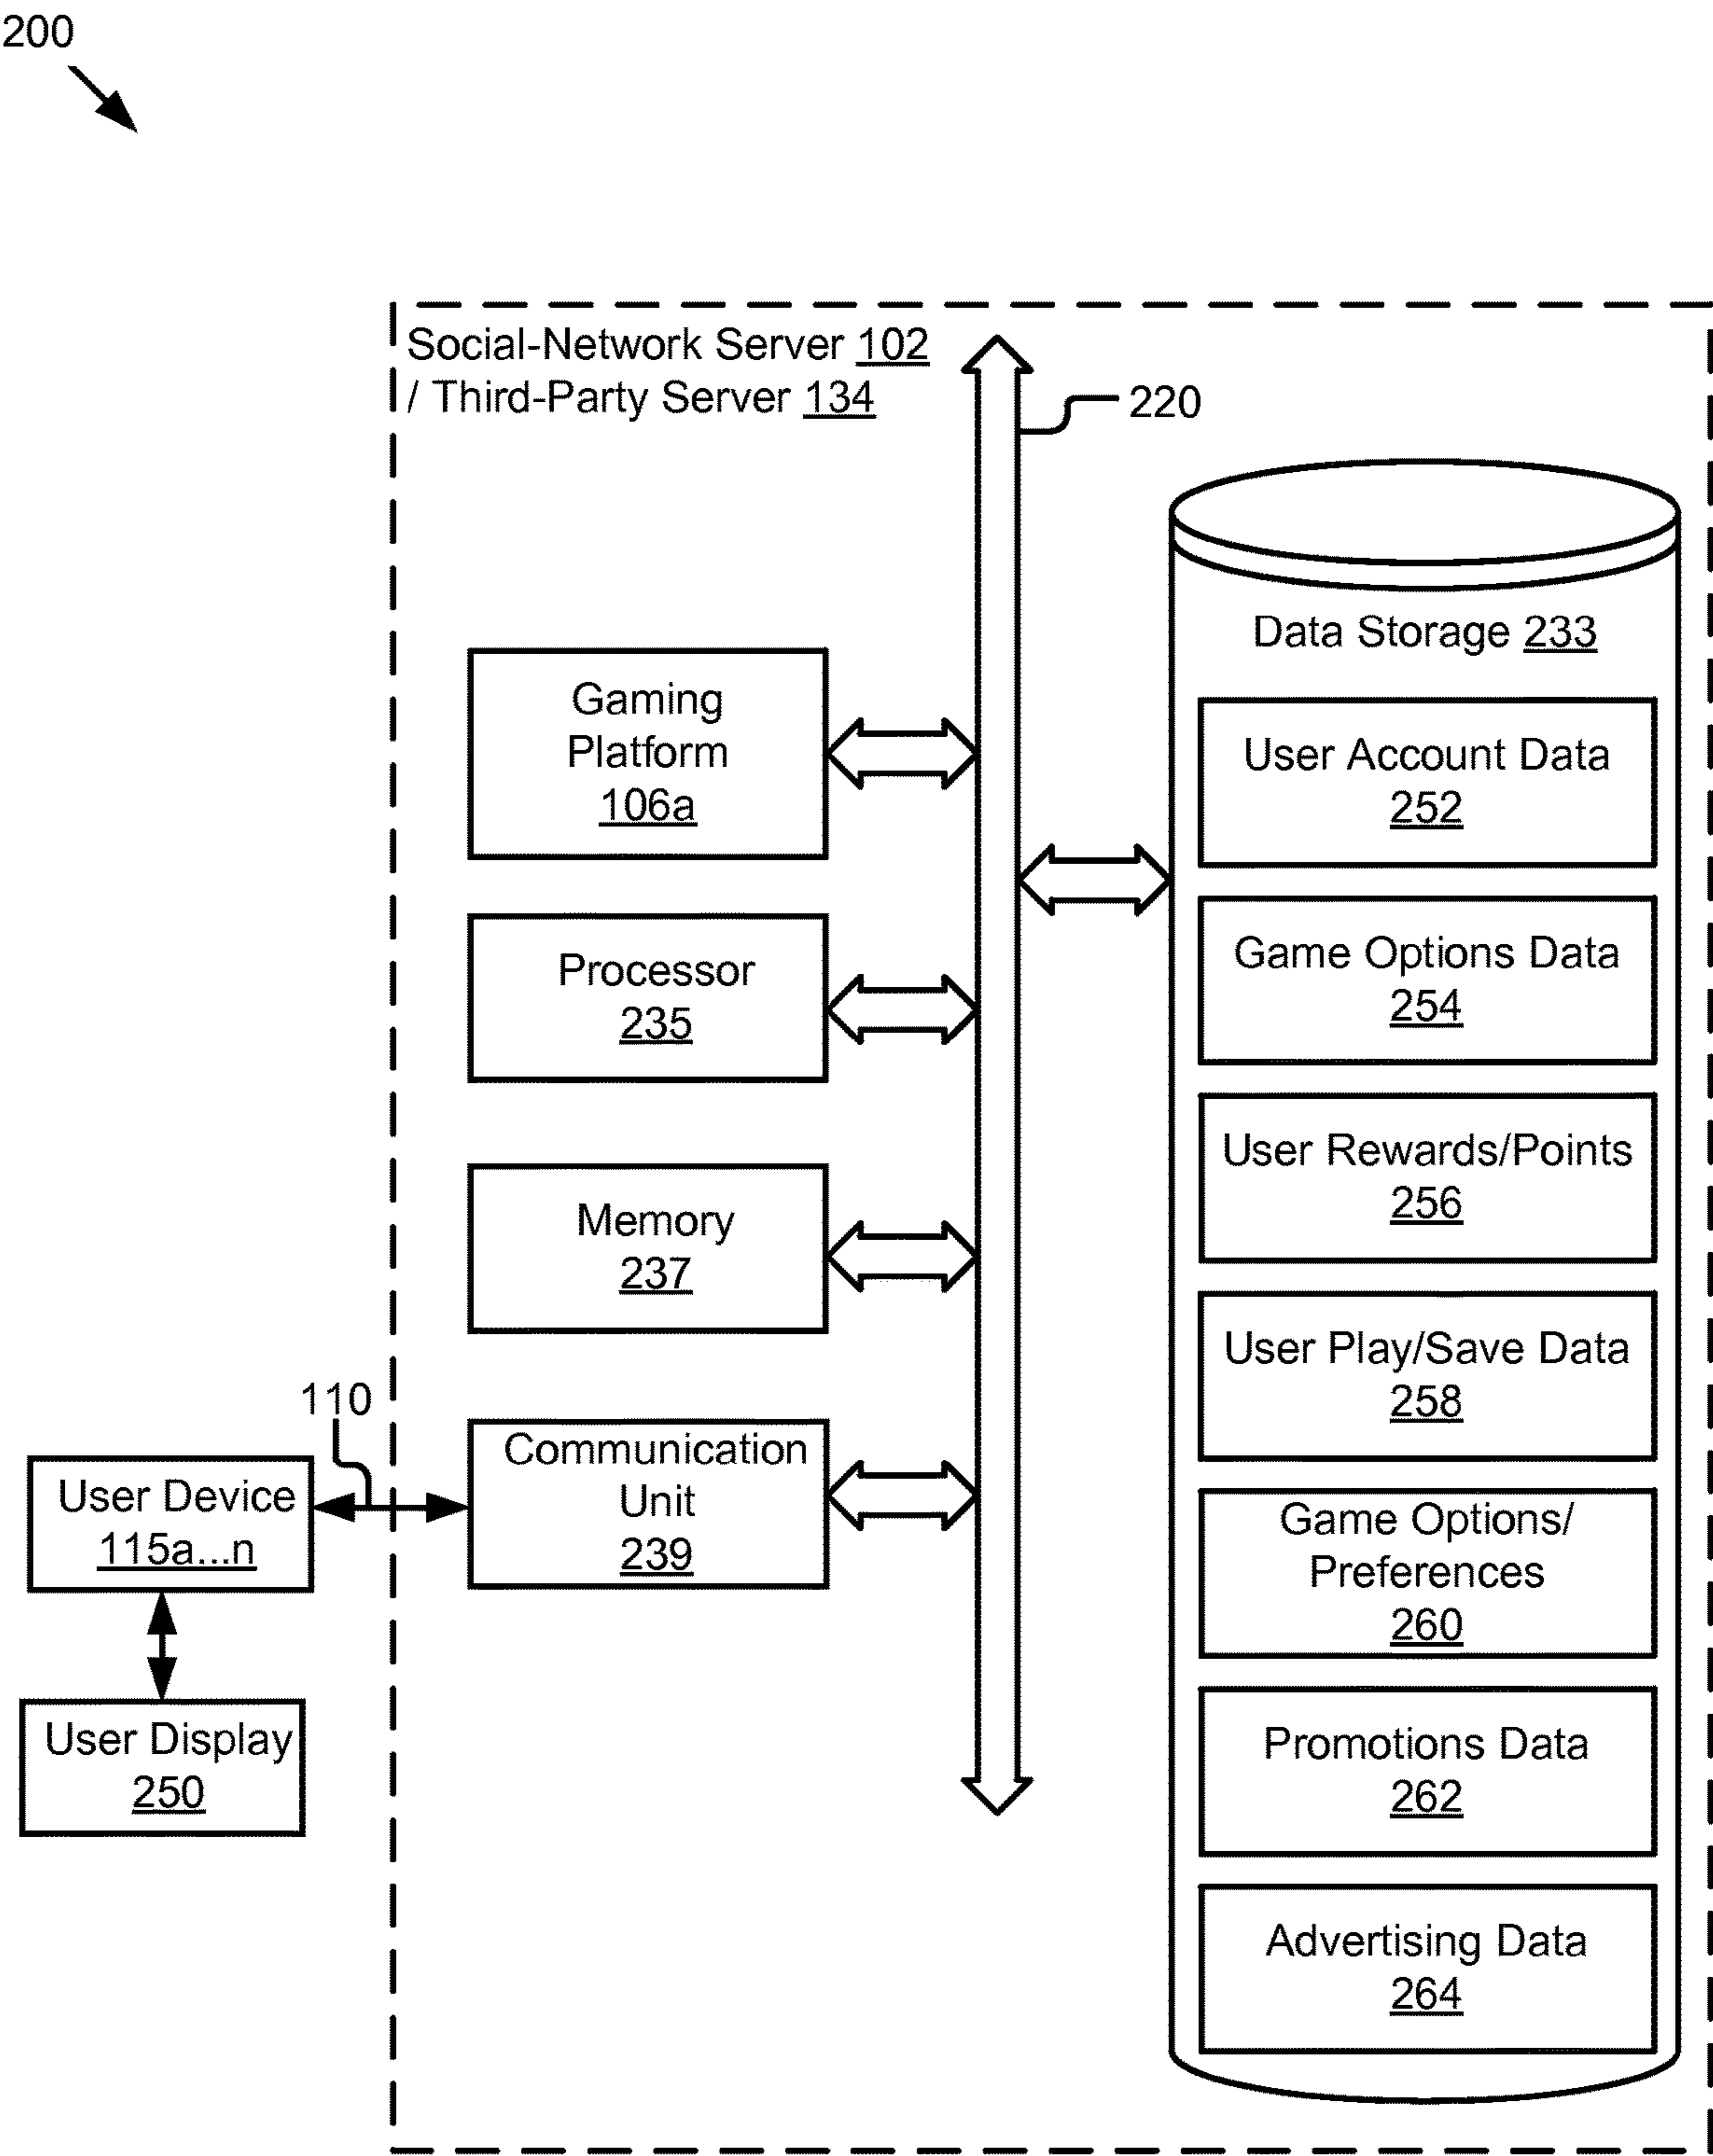 200
Social-Network Server 102
/ Third-Party Server 134
220
Data Storage 233
Gaming
Platform
106a
User Account Data
252
Processor
235
Game Options Data
254
Memory
237
User Rewards/Points
256
User Play/Save Data
258
110
Communication
Unit
239
User Device
115a...n
Game Options/
Preferences
260
User Display
250
Promotions Data
262
Advertising Data
264